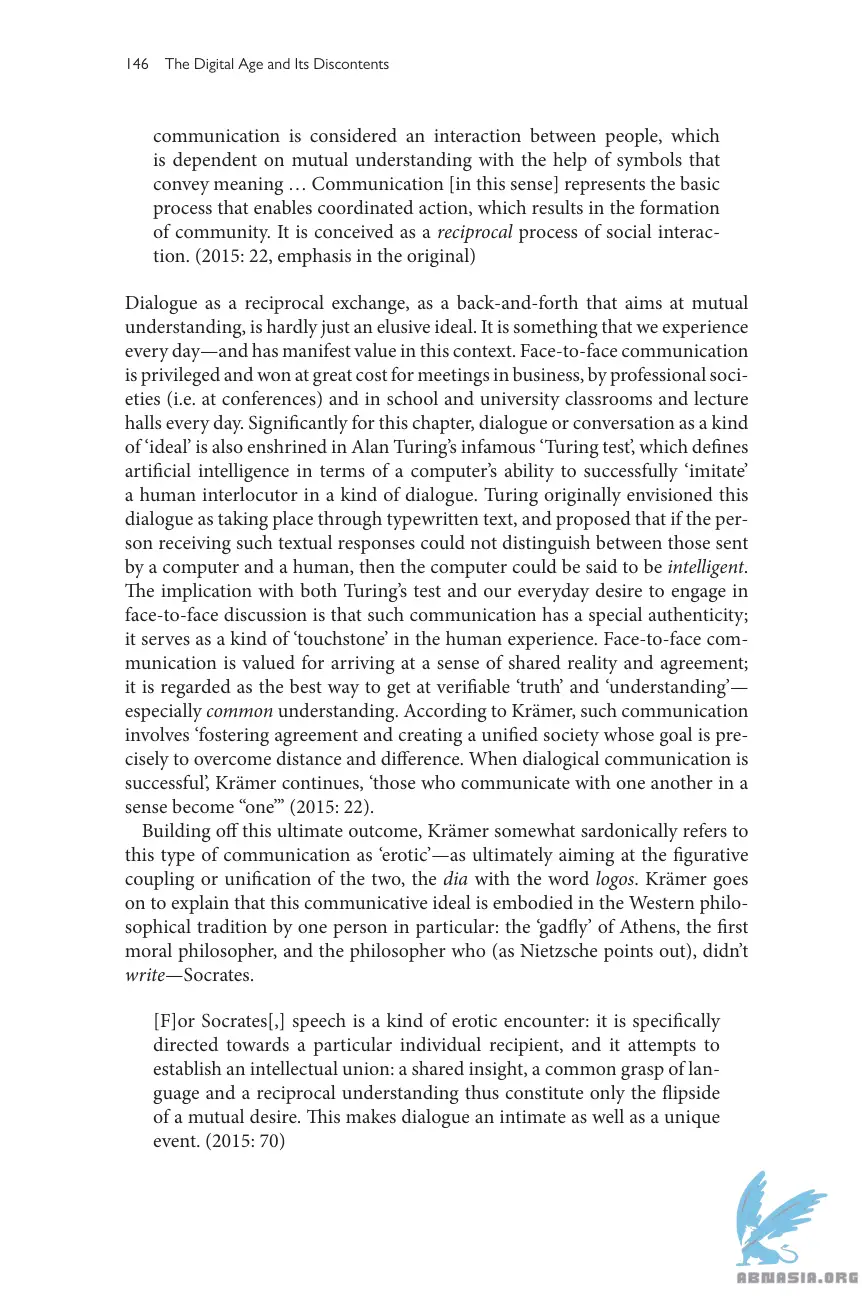 146 The Digital Age and Its Discontents
communication is considered an interaction between people, which
is dependent on mutual understanding with the help of symbols that
convey meaning … Communication [in this sense] represents the basic
process that enables coordinated action, which results in the formation
of community. It is conceived as a reciprocal process of social interac-
tion. (2015: 22, emphasis in the original)
Dialogue as a reciprocal exchange, as a back-and-forth that aims at mutual
understanding, is hardly just an elusive ideal. It is something that we experience
every day—and has manifest value in this context. Face-to-face communication
is privileged and won at great cost for meetings in business, by professional soci-
eties (i.e. at conferences) and in school and university classrooms and lecture
halls every day. Significantly for this chapter, dialogue or conversation as a kind
of ‘ideal’ is also enshrined in Alan Turing’s infamous ‘Turing test’, which defines
artificial intelligence in terms of a computer’s ability to successfully ‘imitate’
a human interlocutor in a kind of dialogue. Turing originally envisioned this
dialogue as taking place through typewritten text, and proposed that if the per-
son receiving such textual responses could not distinguish between those sent
by a computer and a human, then the computer could be said to be intelligent.
The implication with both Turing’s test and our everyday desire to engage in
face-to-face discussion is that such communication has a special authenticity;
it serves as a kind of ‘touchstone’ in the human experience. Face-to-face com-
munication is valued for arriving at a sense of shared reality and agreement;
it is regarded as the best way to get at verifiable ‘truth’ and ‘understanding’—
especially common understanding. According to Krämer, such communication
involves ‘fostering agreement and creating a unified society whose goal is pre-
cisely to overcome distance and difference. When dialogical communication is
successful’, Krämer continues, ‘those who communicate with one another in a
sense become “one”’ (2015: 22).
Building off this ultimate outcome, Krämer somewhat sardonically refers to
this type of communication as ‘erotic’—as ultimately aiming at the figurative
coupling or unification of the two, the dia with the word logos. Krämer goes
on to explain that this communicative ideal is embodied in the Western philo-
sophical tradition by one person in particular: the ‘gadfly’ of Athens, the first
moral philosopher, and the philosopher who (as Nietzsche points out), didn’t
write—Socrates.
[F]or Socrates[,] speech is a kind of erotic encounter: it is specifically
directed towards a particular individual recipient, and it attempts to
establish an intellectual union: a shared insight, a common grasp of lan-
guage and a reciprocal understanding thus constitute only the flipside
of a mutual desire. This makes dialogue an intimate as well as a unique
event. (2015: 70)
ABNASIA.ORG